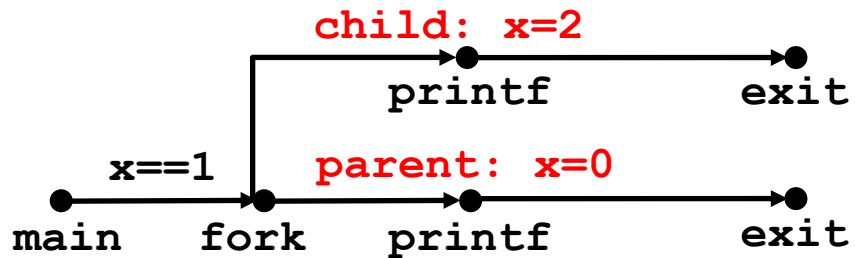 child: x=2
printf exit
x==1 parent: x=0
main fork printf exit